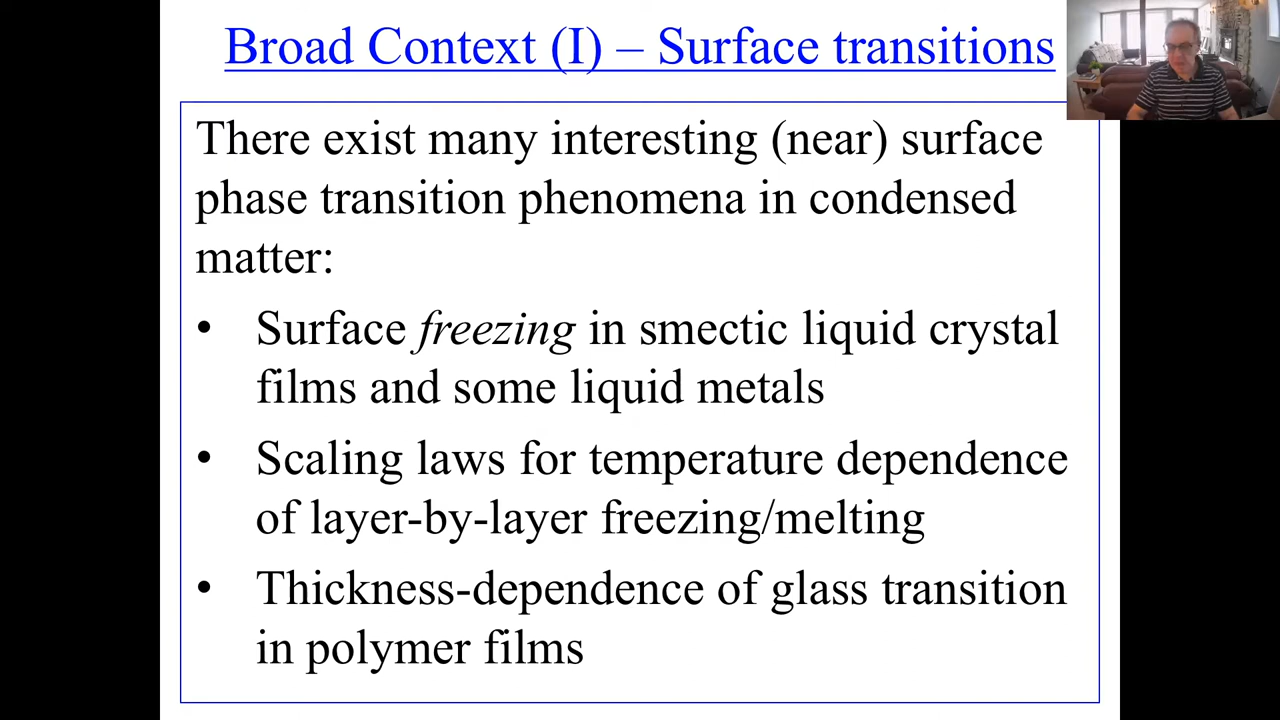 Broad Context (I) – Surface transitions
There exist many interesting (near) surface
phase transition phenomena in condensed
matter:
• Surface freezing in smectic liquid crystal
films and some liquid metals
• Scaling laws for temperature dependence
of layer-by-layer freezing/melting
• Thickness-dependence of glass transition
in polymer films